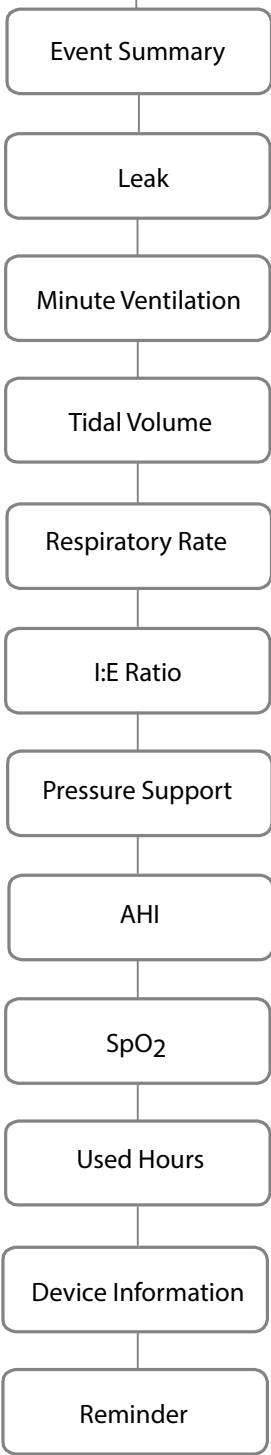 Event Summary
Leak
Minute Ventilation
Tidal Volume
Respiratory Rate
I:E Ratio
Pressure Support
AHI
SpO2
Used Hours
Device Information
Reminder